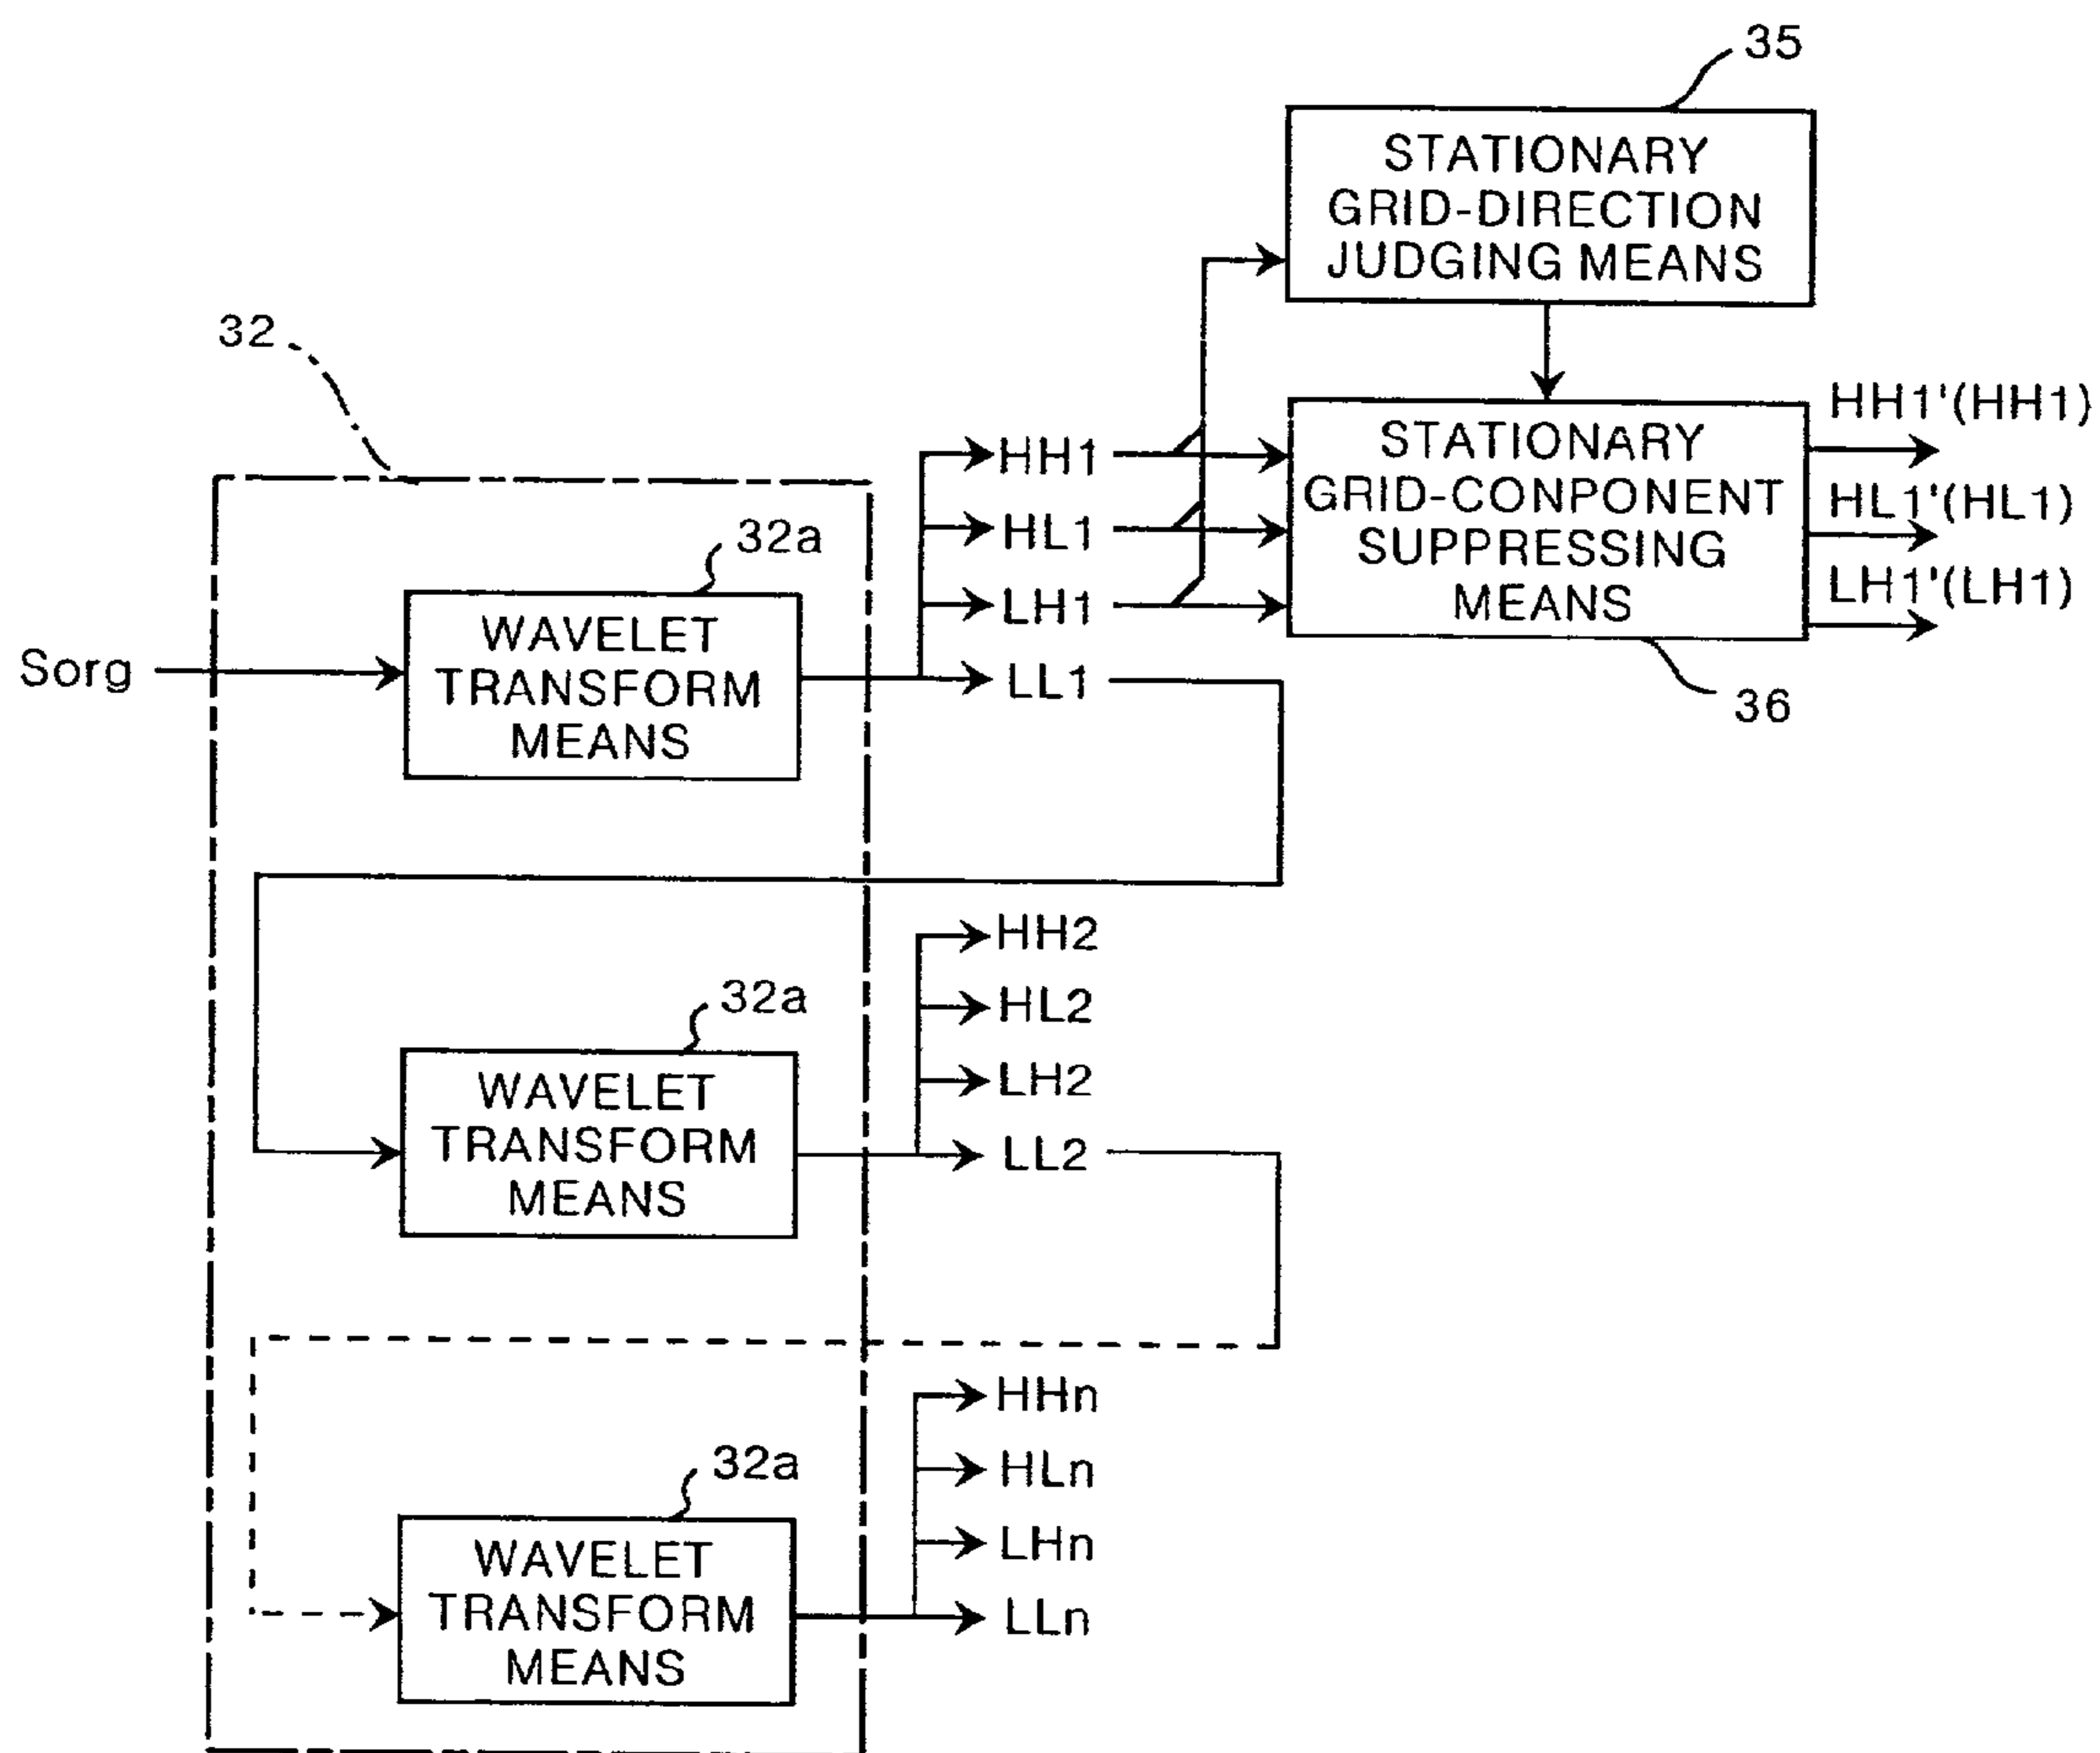 35
STATIONARY
GRID-DIRECTION
JUDGING MEANS
32
HH1'(HH1)
HH1
STATIONARY
GRID-CONPONENT
SUPPRESSING
MEANS
HL1'(HL1)
32a
HL1
LH1'(LH1)
LH1
WAVELET
TRANSFORM
MEANS
Sorg
LL1
36
HH2
32a
HL2
LH2
WAVELET
TRANSFORM
MEANS
LL2
HHn
32a
HLn
LHn
WAVELET
TRANSFORM
MEANS
LLn